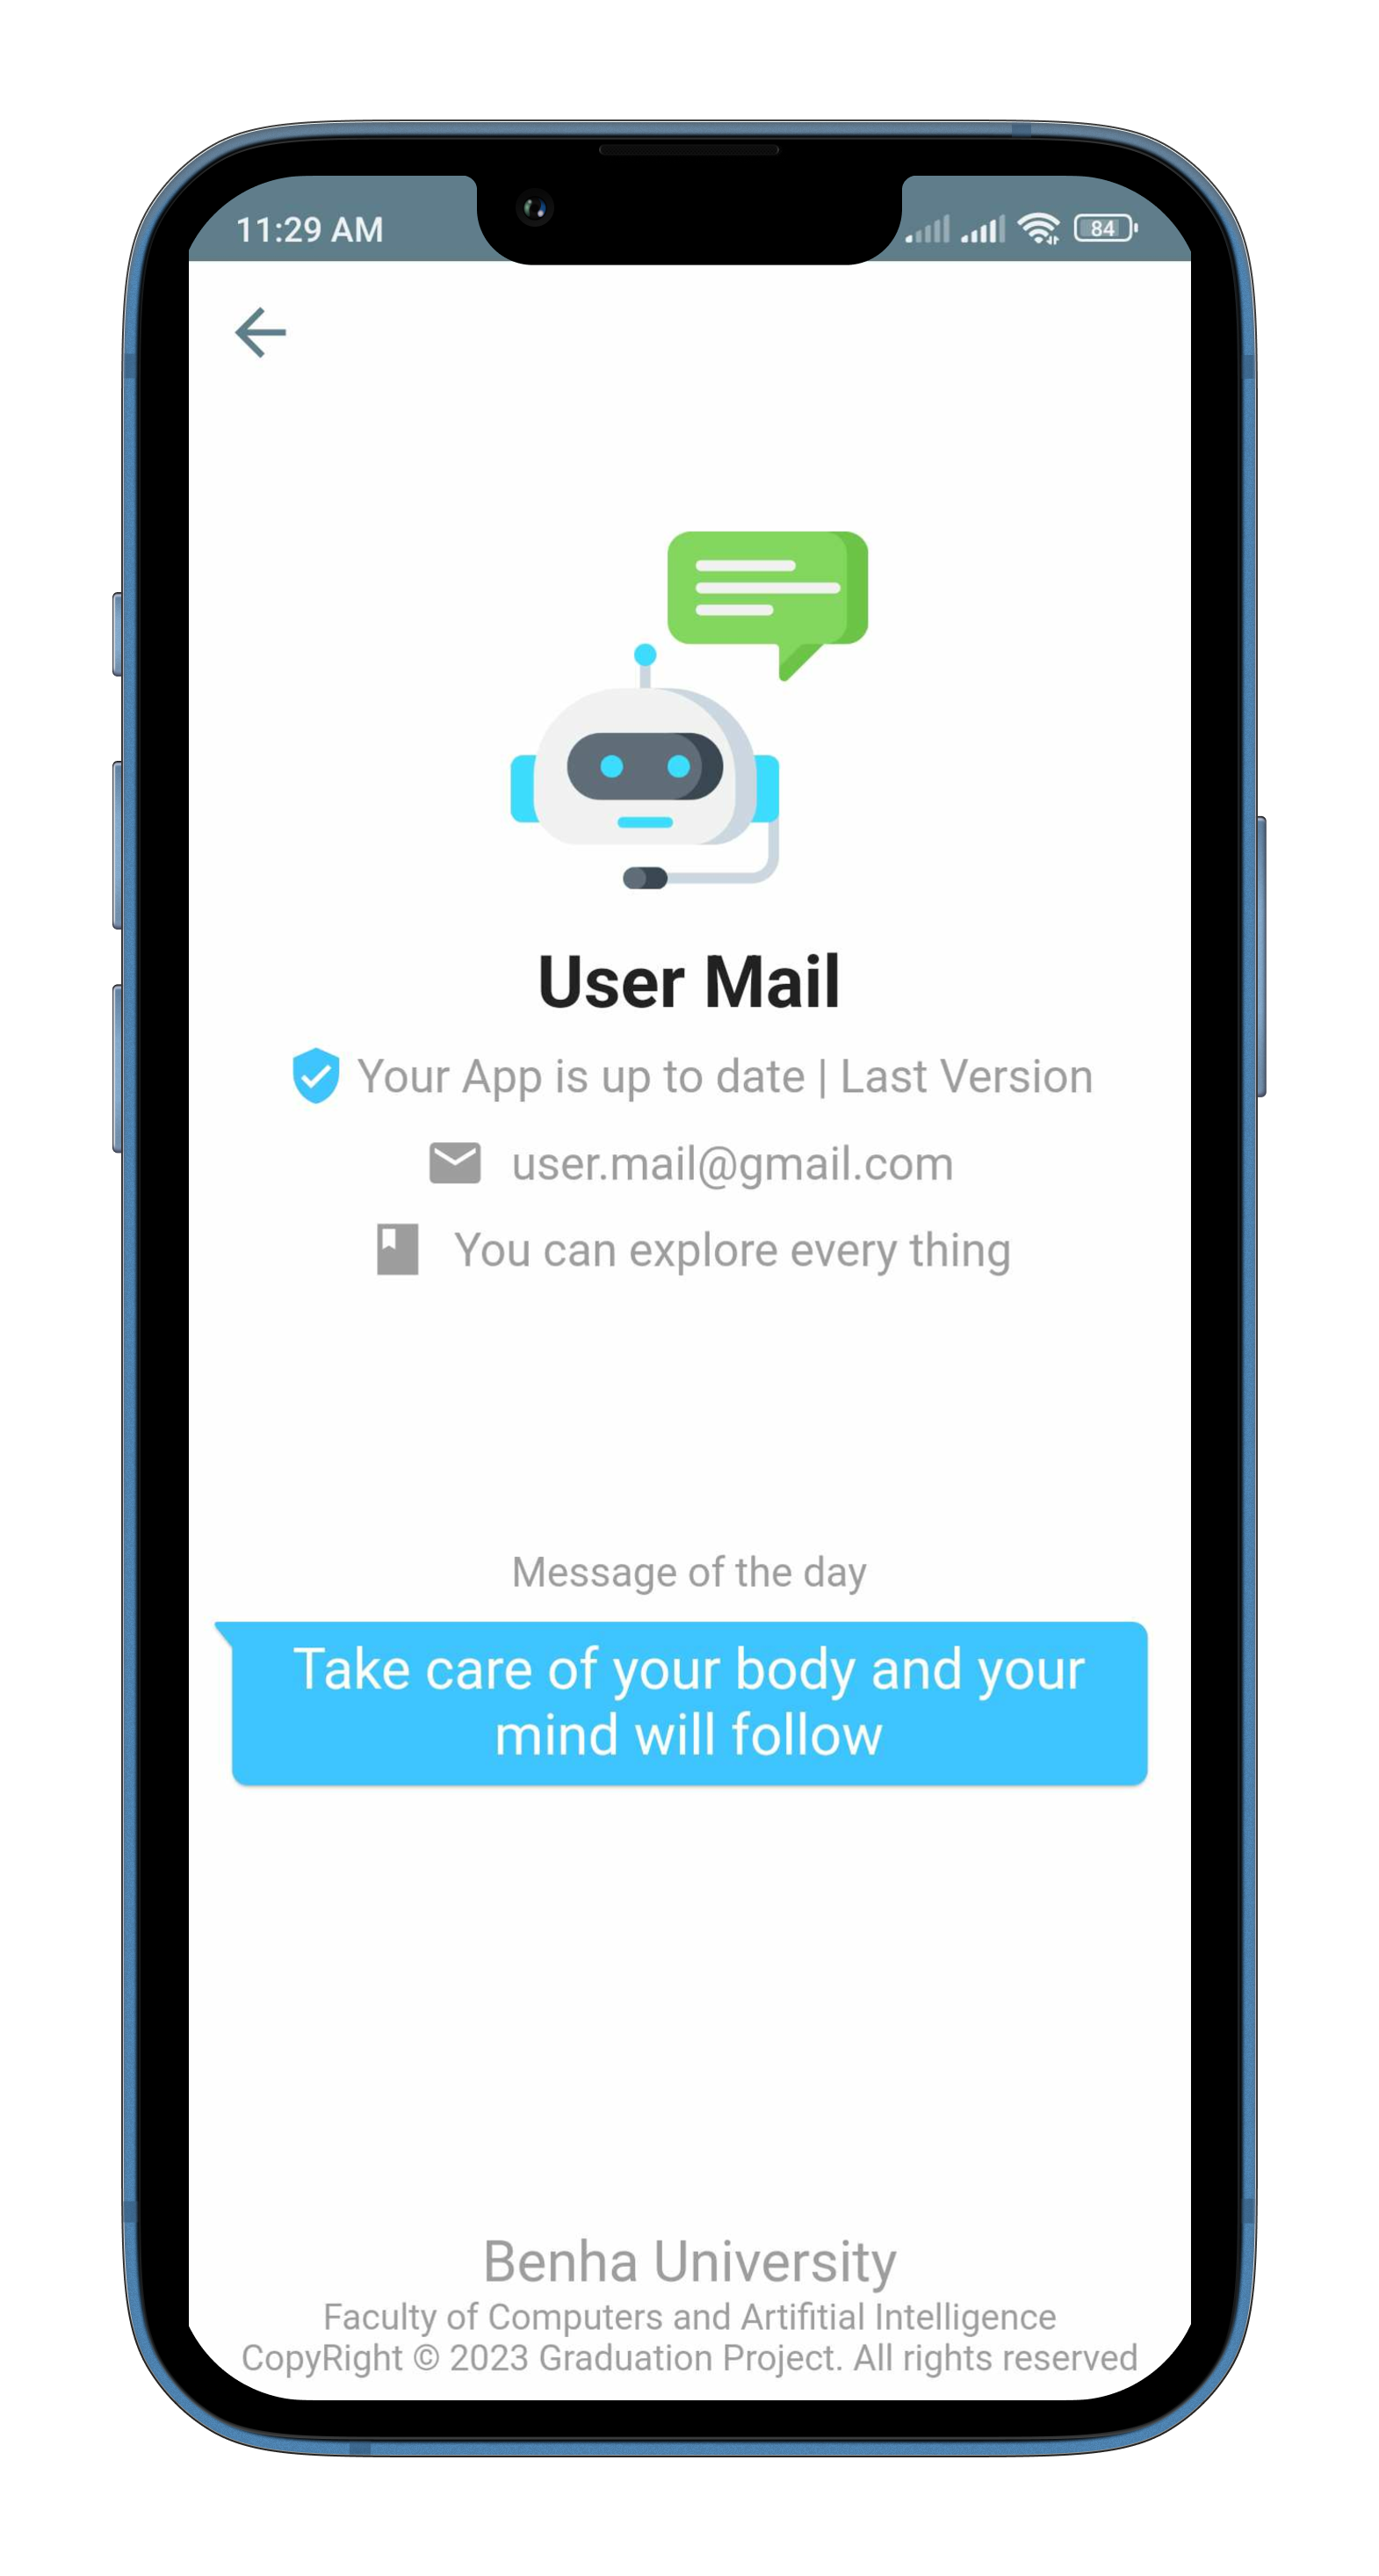 11:29 AM
84
User Mail
Your App is up to date | Last Version
user.mail@gmail.com
You can explore every thing
Message of the day
Take care of your body and your
mind will follow
Benha University
Faculty of Computers and Artifitial Intelligence
CopyRight © 2023 Graduation Project. All rights reserved